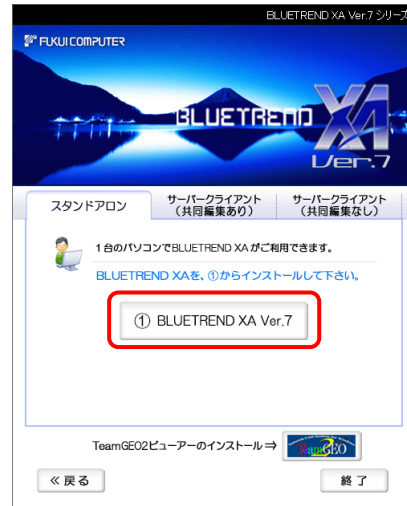 BLUETREND XA Ver.7 シリーズ
FUKUI COMPUTER
BLUETREND XA
Ver.7
スタンドアロン
サーバークライアント
（共同編集あり）
サーバークライアント
（共同編集なし）
1台のパソコンでBLUETREND XA がご利用できます。
BLUETREND XAを、①からインストールして下さい。
① BLUETREND XA Ver.7
TeamGEO2ビューアーのインストール⇒
TeamGEO
≪戻る
終 了